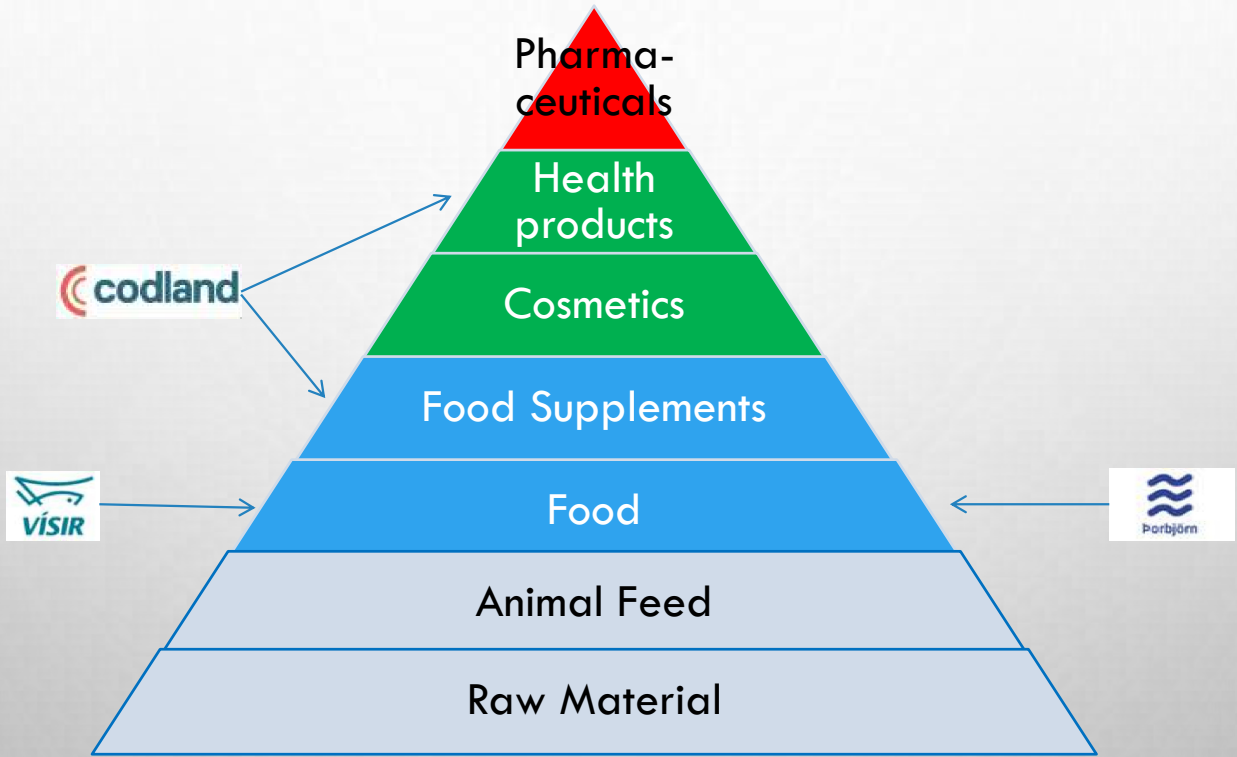 Pharma-
ceuticals
Health
products
codland
Cosmetics
Food Supplements
VÍSIR
Food
Þorbjörn
Animal Feed
Raw Material